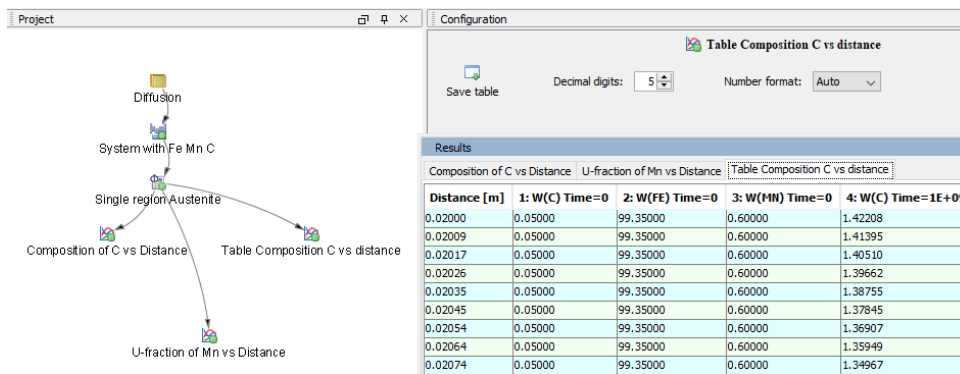 Project
Configuration
Table Composition C vs distance
Save table
Decimal digits: 5
Number format: Auto
Diffusion
System with Fe Mn C
Single region Austenite
Composition of C vs Distance
Table Composition C vs distance
U-fraction of Mn vs Distance
Results
Composition of C vs Distance U-fraction of Mn vs Distance Table Composition C vs distance
Distance [m] 1: W(C) Time=0 2: W(FE) Time=0 3: W(MN) Time=0 4: W(C) Time=1E+09
0.02000 0.05000 99.35000 0.60000 1.42208
0.02009 0.05000 99.35000 0.60000 1.41395
0.02017 0.05000 99.35000 0.60000 1.40510
0.02026 0.05000 99.35000 0.60000 1.39662
0.02035 0.05000 99.35000 0.60000 1.38755
0.02045 0.05000 99.35000 0.60000 1.37845
0.02054 0.05000 99.35000 0.60000 1.36907
0.02064 0.05000 99.35000 0.60000 1.35949
0.02074 0.05000 99.35000 0.60000 1.34967